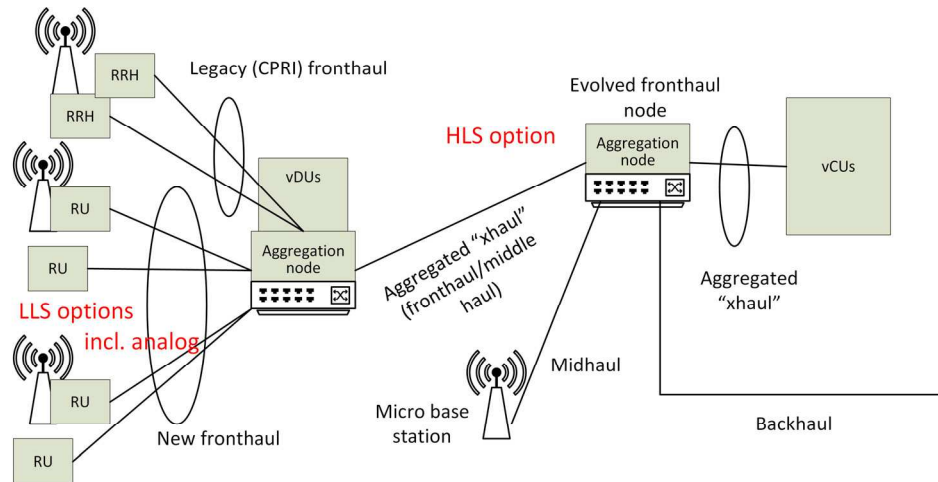 RRH
RRH
Legacy (CPRI) fronthaul
Evolved fronthaul
node
HLS option
Aggregation
node
vCUs
vDUs
RU
Aggregation
node
RU
LLS options
incl. analog
Aggregated “xhaul”
(fronthaul/middle
haul)
Aggregated
“xhaul”
RU
Midhaul
Micro base
station
Backhaul
New fronthaul
RU